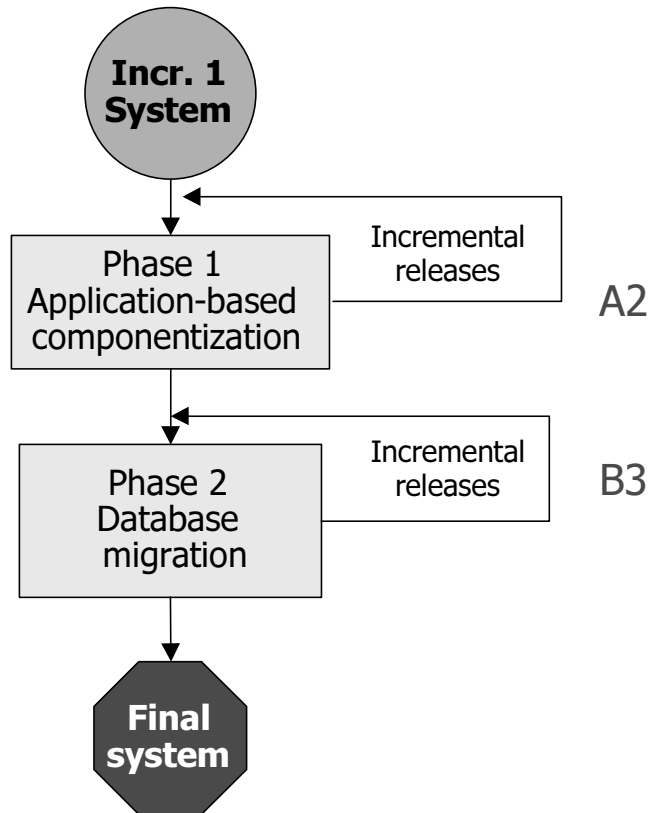 Incr. 1
System
Incremental
releases
Phase 1
Application-based
componentization
A2
Incremental
releases
Phase 2
Database
migration
B3
Final
system